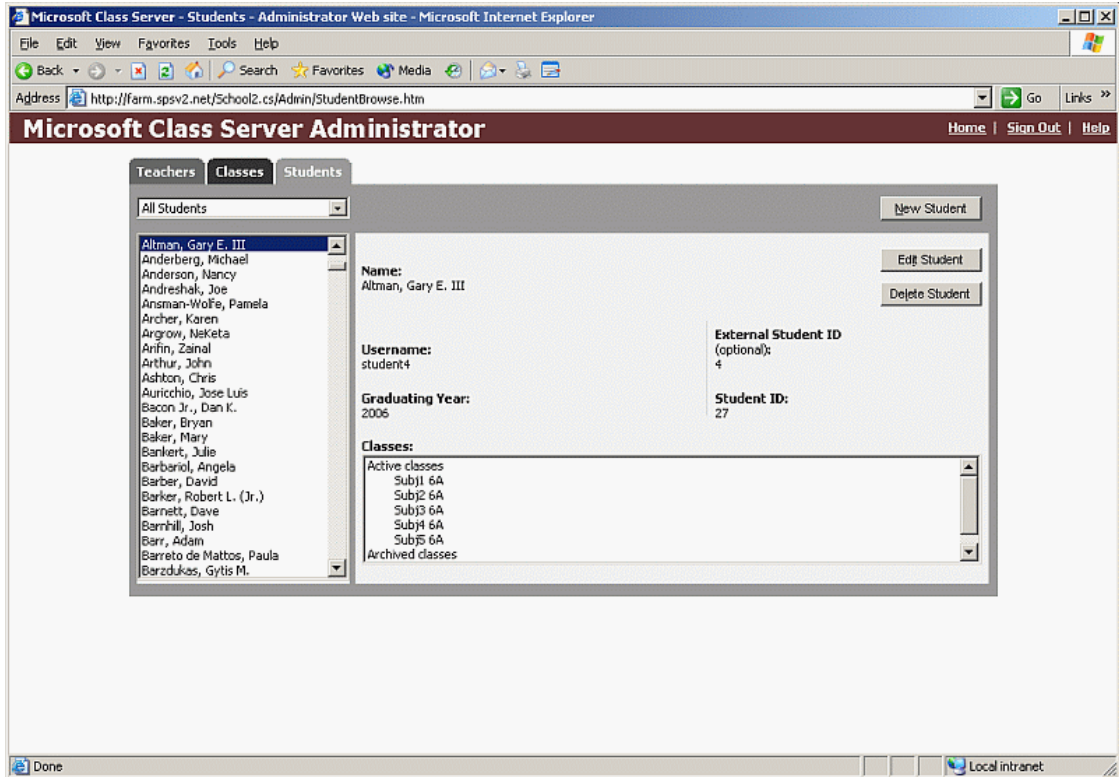 Microsoft Class Server - Students - Administrator Web site - Microsoft Internet Explorer
File Edit View Favorites Tools Help
Back Search Favorites Media
Address http://farm.spsv2.net/School2.cs/Admin/StudentBrowse.htm Go Links »
Microsoft Class Server Administrator Home | Sign Out | Help
Teachers Classes Students
All Students New Student
Altman, Gary E. III
Anderberg, Michael
Anderson, Nancy
Andreshak, Joe
Ansman-Wolfe, Pamela
Archer, Karen
Argrow, NeKeta
Arifin, Zainal
Arthur, John
Ashton, Chris
Auricchio, Jose Luis
Bacon Jr., Dan K.
Baker, Bryan
Baker, Mary
Bankert, Julie
Barbariol, Angela
Barber, David
Barker, Robert L. (Jr.)
Barnett, Dave
Barnhill, Josh
Barr, Adam
Barreto de Mattos, Paula
Barzdukas, Gytis M.
Edit Student
Delete Student
Name:
Altman, Gary E. III
Username:
student4
External Student ID
(optional):
4
Graduating Year:
2006
Student ID:
27
Classes:
Active classes
Subj1 6A
Subj2 6A
Subj3 6A
Subj4 6A
Subj5 6A
Archived classes
Done Local intranet